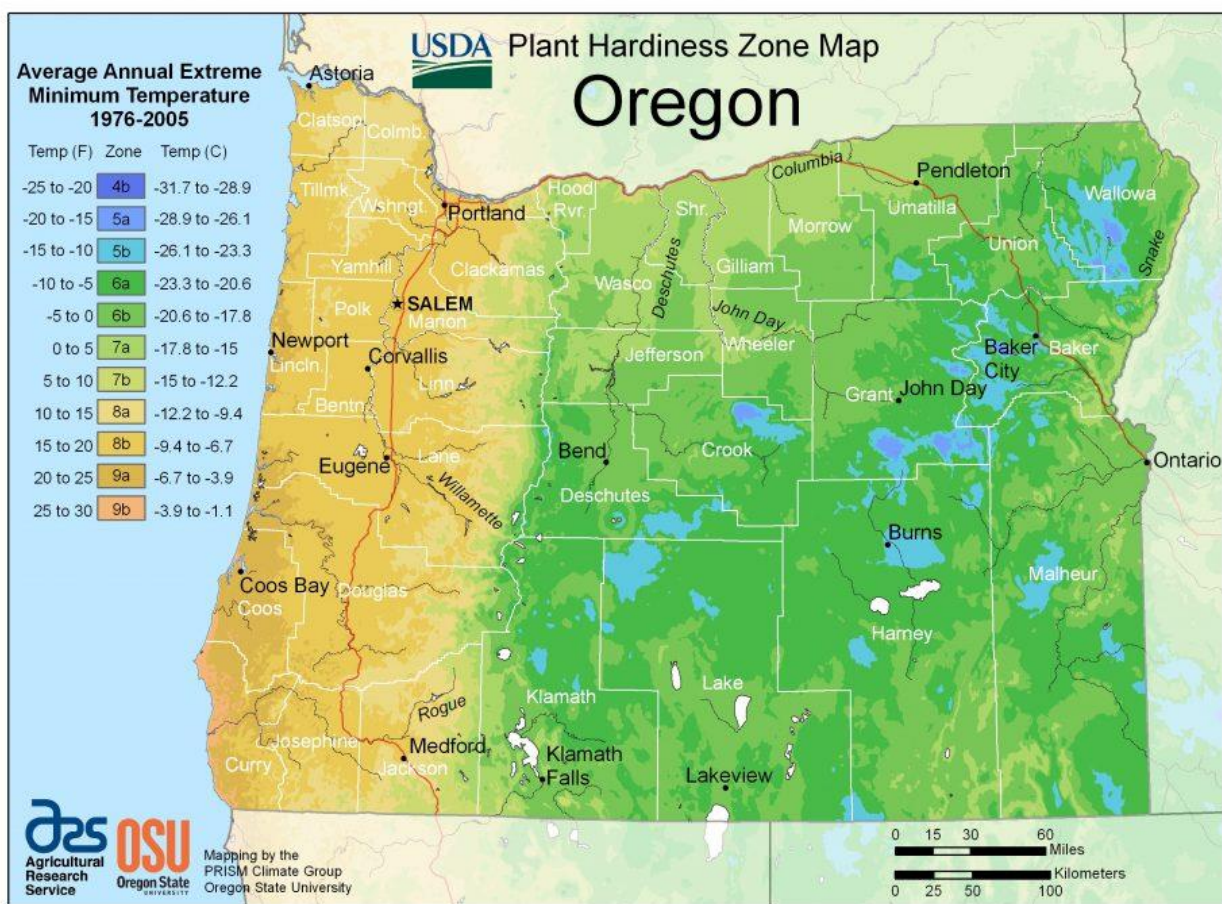 USDA
Plant Hardiness Zone Map
Oregon
Average Annual Extreme
Minimum Temperature
1976-2005
Temp (F) Zone Temp (C)
-25 to -20 4b -31.7 to -28.9
-20 to -15 5a -28.9 to -26.1
-15 to -10 5b -26.1 to -23.3
-10 to -5 6a -23.3 to -20.6
-5 to 0 6b -20.6 to -17.8
0 to 5 7a -17.8 to -15
5 to 10 7b -15 to -12.2
10 to 15 8a -12.2 to -9.4
15 to 20 8b -9.4 to -6.7
20 to 25 9a -6.7 to -3.9
25 to 30 9b -3.9 to -1.1
Astoria
Clatsop
Colmb.
Tillmk.
Wshngt.
Portland
Hood
Rvr.
Shr.
Columbia
Pendleton
Umatilla
Wallowa
Morrow
Union
Snake
Yamhill
Clackamas
Wasco
Deschutes
Gilliam
Polk
SALEM
Marion
John Day
Newport
Lincln.
Corvallis
Jefferson
Wheeler
Baker
City
Baker
Bentn.
Linn
Grant
John Day
Eugene
Lane
Willamette
Bend
Crook
Ontario
Deschutes
Burns
Coos Bay
Coos
Douglas
Malheur
Harney
Klamath
Lake
Rogue
Josephine
Medford
Curry
Jackson
Klamath
Falls
Lakeview
ars
Agricultural
Research
Service
OSU
Oregon State
UNIVERSITY
Mapping by the
PRISM Climate Group
Oregon State University
0 15 30 60
Miles
Kilometers
0 25 50 100